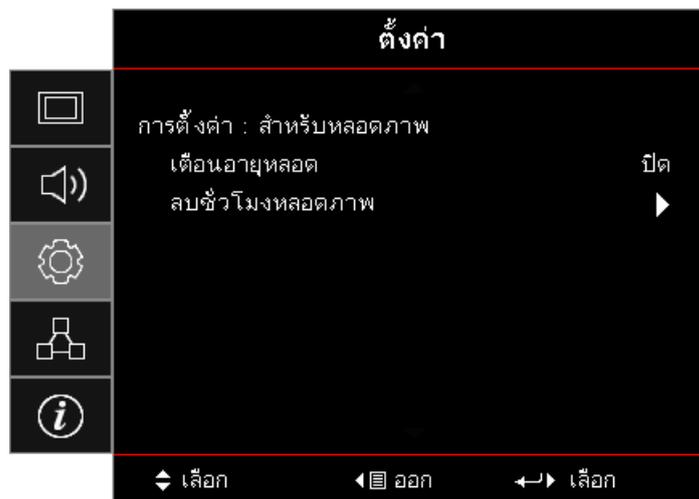 ตั้งค่า
การตั้งค่า : สำหรับหลอดภาพ
เตือนอายุหลอด ปิด
ลบชั่วโมงหลอดภาพ
เลือก ออก เลือก